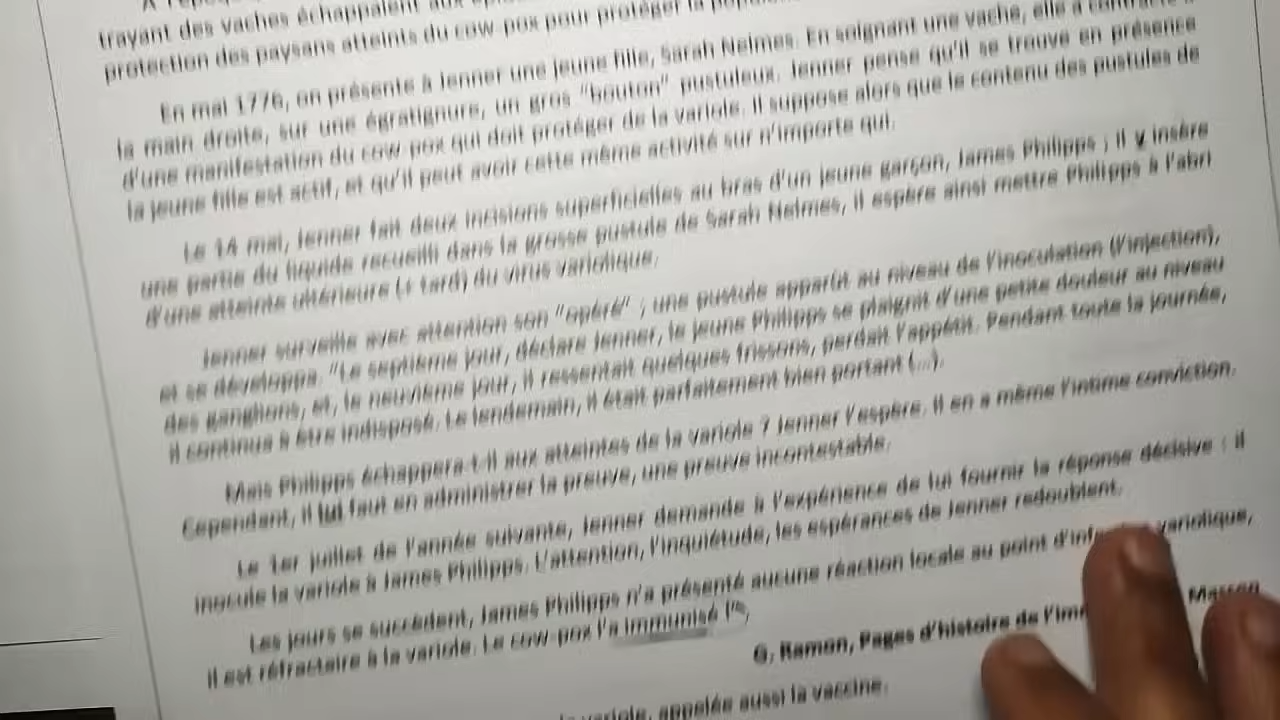 À l'époque
trayant des vaches échappaient aux
protection des paysans atteints du cow-pox pour protéger la
En mai 1776, on présente à Jenner une jeune fille, Sarah Nelmes. En soignant une vache, elle a contracté à
la main droite, sur une égratignure, un gros "bouton" pustuleux. Jenner pense qu'il se trouve en présence
d'une manifestation du cow pox qui doit protéger de la variole. Il suppose alors que le contenu des pustules de
la jeune fille est actif, et qu'il peut avoir cette même activité sur n'importe qui.
Le 14 mai, Jenner fait deux incisions superficielles au bras d'un jeune garçon, James Philipps ; il y insère
une partie du liquide recueilli dans la grosse pustule de Sarah Nelmes, il espère ainsi mettre Philipps à l'abri
d'une atteinte ultérieure (+ tard) du virus variolique.
Jenner surveille avec attention son "opéré" ; une pustule apparût au niveau de l'inoculation (l'injection),
et se développa. "Le septième jour, déclare Jenner, le jeune Philipps se plaignit d'une petite douleur au niveau
des ganglions, et, le neuvième jour, il ressentait quelques frissons, perdait l'appétit. Pendant toute la journée,
il continua à être indisposé. Le lendemain, il était parfaitement bien portant (...).
Mais Philipps échappera-t-il aux atteintes de la variole ? Jenner l'espère. Il en a même l'intime conviction.
Cependant, il lui faut en administrer la preuve, une preuve incontestable.
Le 1er juillet de l'année suivante, Jenner demande à l'expérience de lui fournir la réponse décisive : il
inocule la variole à James Philipps. L'attention, l'inquiétude, les espérances de Jenner redoublent.
Les jours se succèdent, James Philipps n'a présenté aucune réaction locale au point d'inf variolique,
il est réfractaire à la variole. Le cow-pox l'a immunisé
G. Ramon, Pages d'histoire de l'imm Masson
la variole, appelée aussi la vaccine.